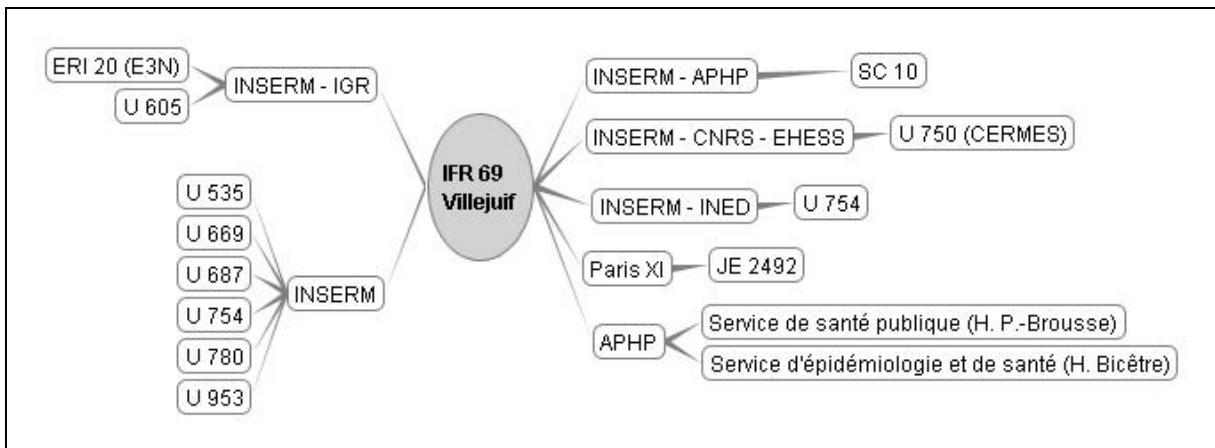 ERI 20 (E3N)
U 605
INSERM - IGR
U 535
U 669
U 687
U 754
U 780
U 953
INSERM
IFR 69
Villejuif
INSERM - APHP
SC 10
INSERM - CNRS - EHESS
U 750 (CERMES)
INSERM - INED
U 754
Paris XI
JE 2492
APHP
Service de santé publique (H. P.-Brousse)
Service d'épidémiologie et de santé (H. Bicêtre)